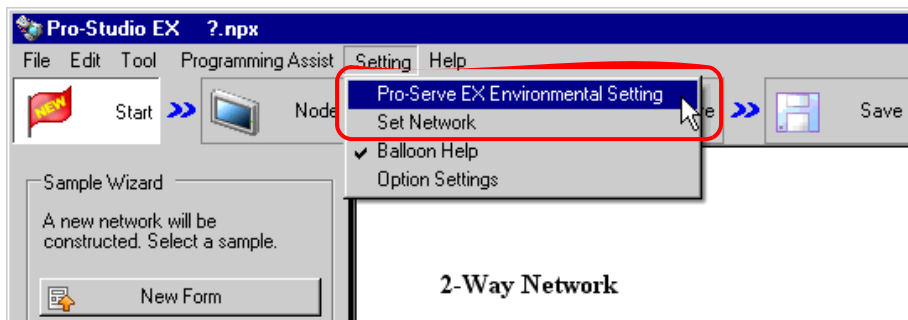 Pro-Studio EX ?.npx
File Edit Tool Programming Assist Setting Help
NEW Start Node Save
Pro-Serve EX Environmental Setting
Set Network
Balloon Help
Option Settings
Sample Wizard
A new network will be
constructed. Select a sample.
New Form
2-Way Network